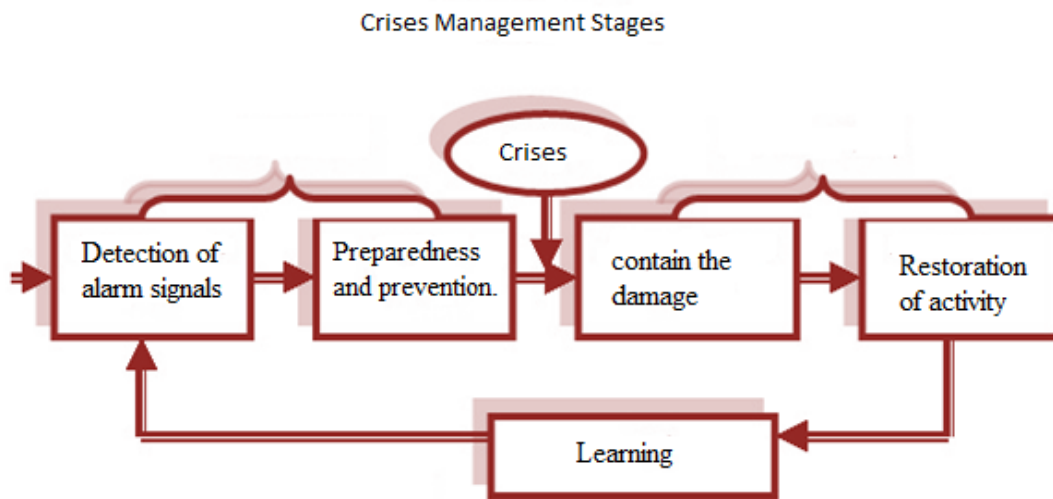 Crises Management Stages
Crises
Detection of
alarm signals
Preparedness
and prevention.
contain the
damage
Restoration
of activity
Learning